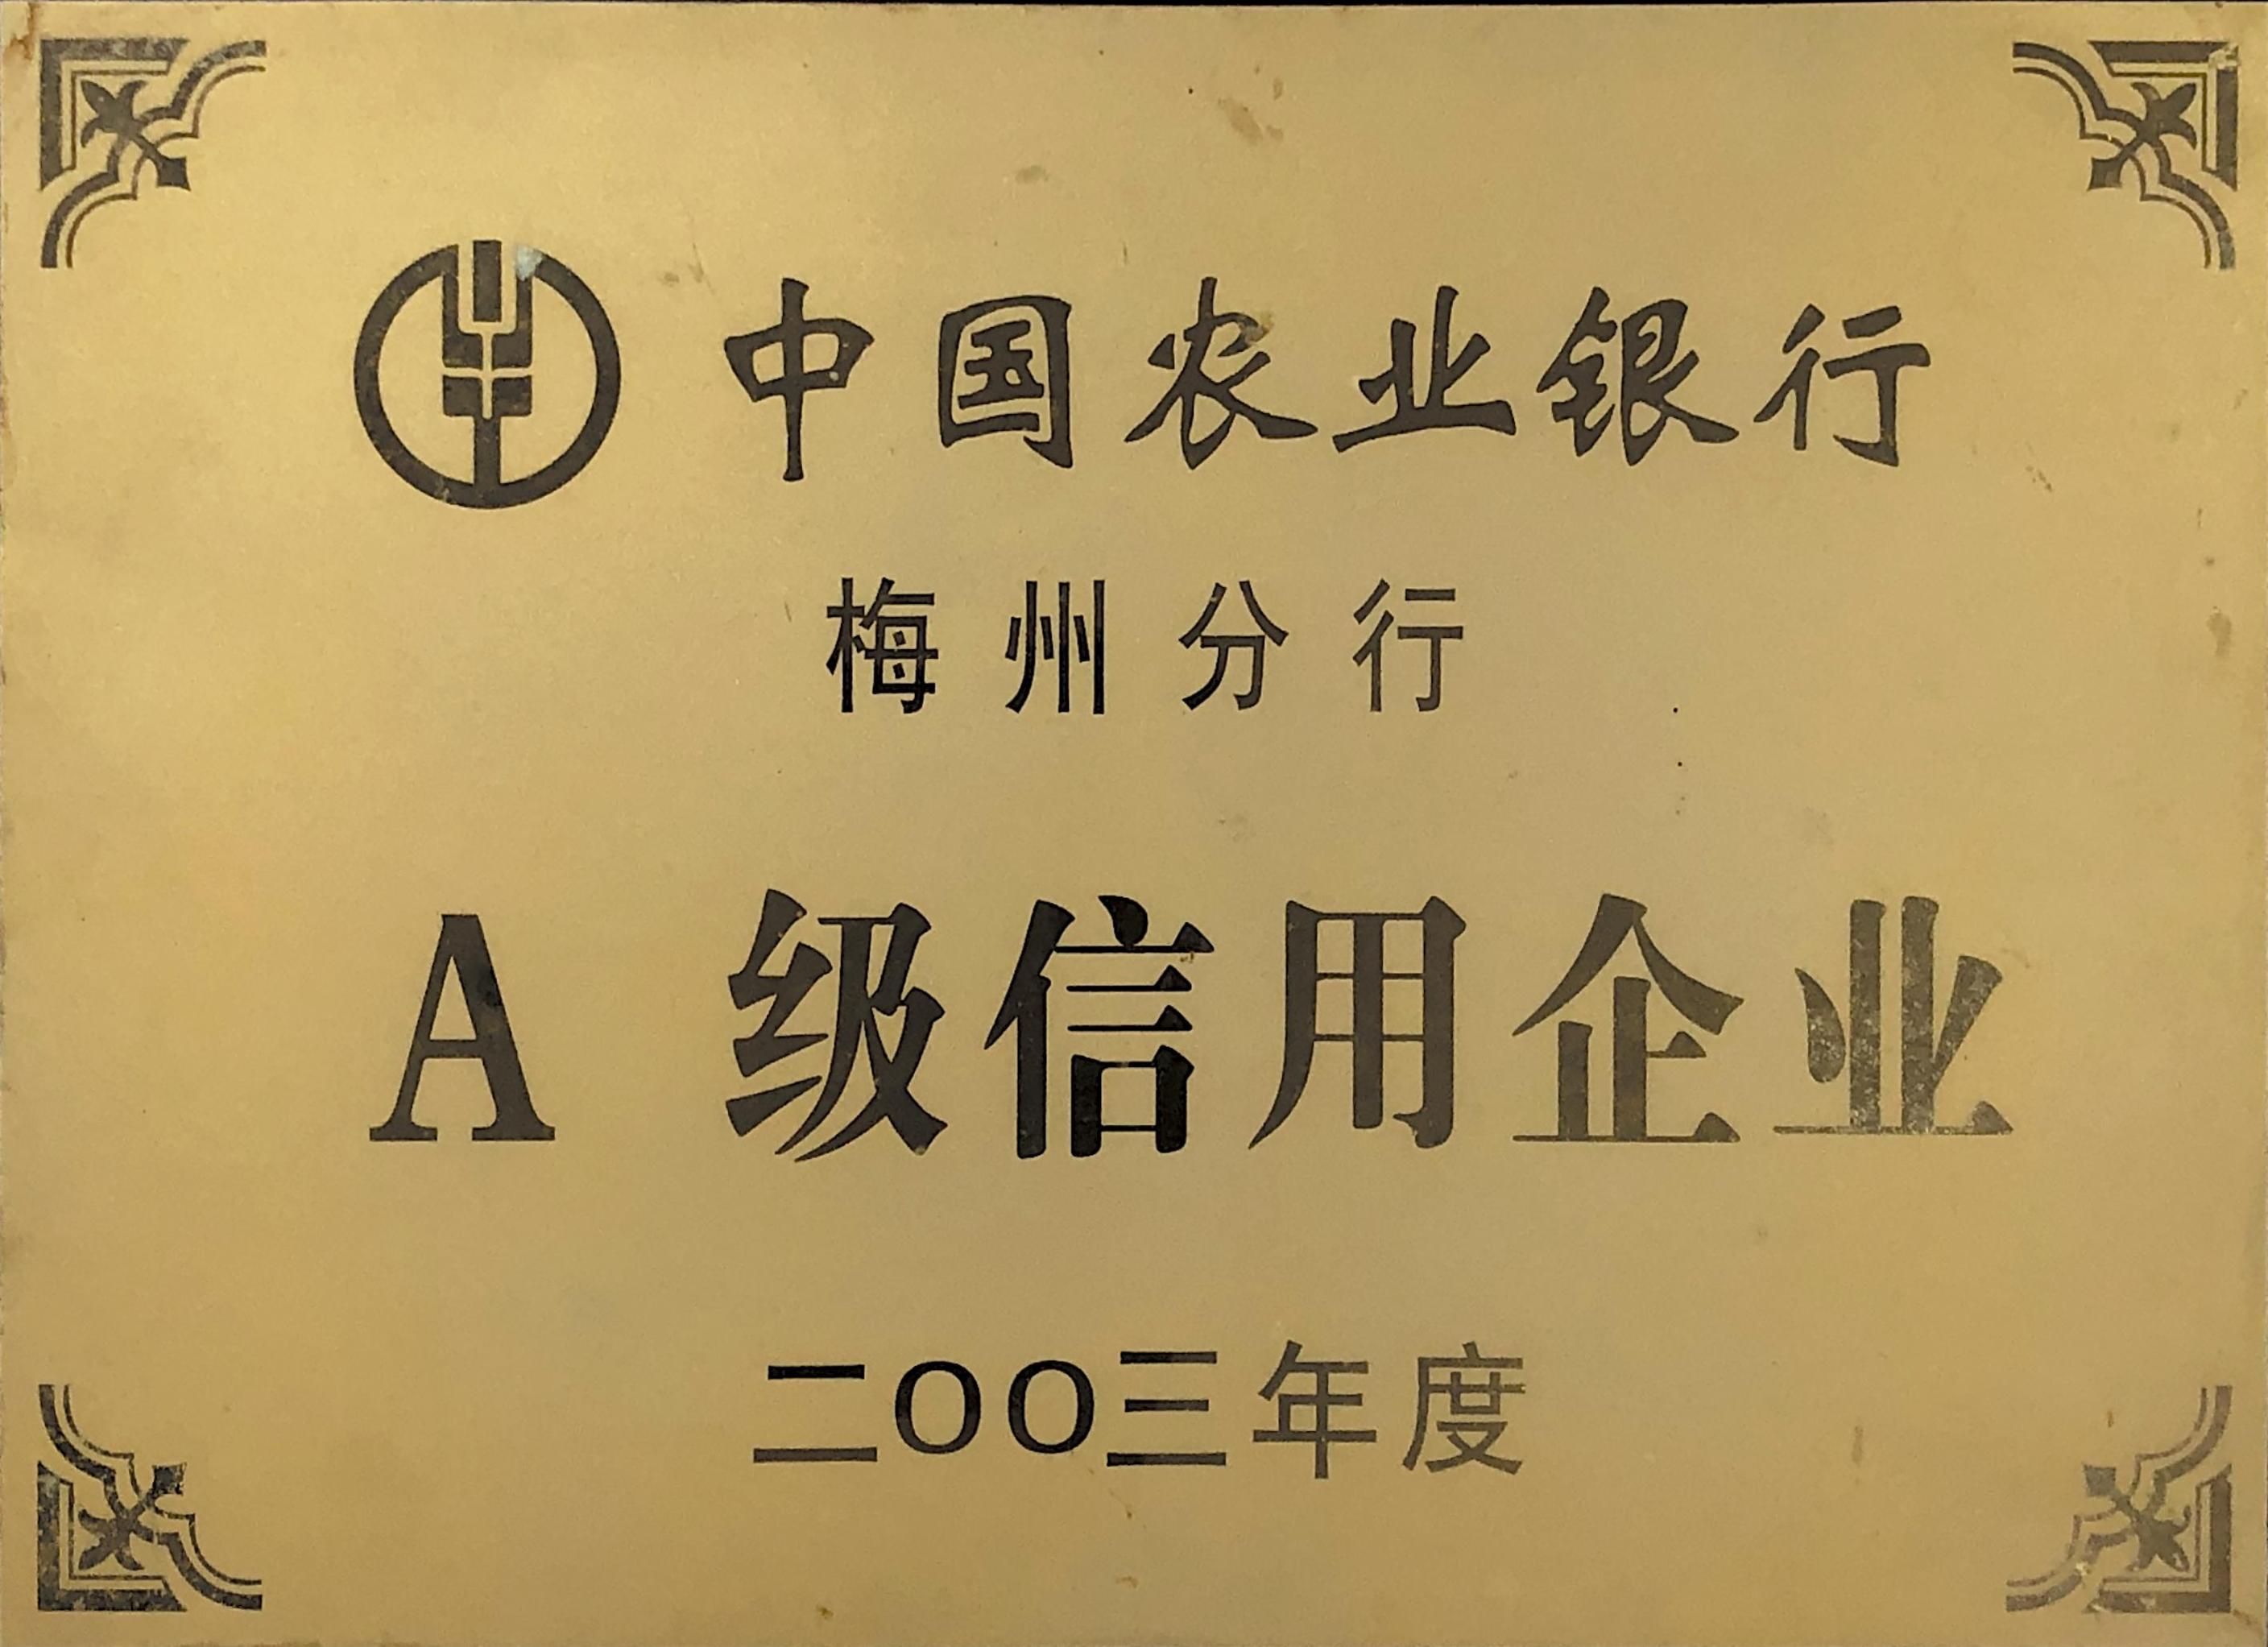 中国农业银行
梅州分行
A 级信用企业
二OO三年度